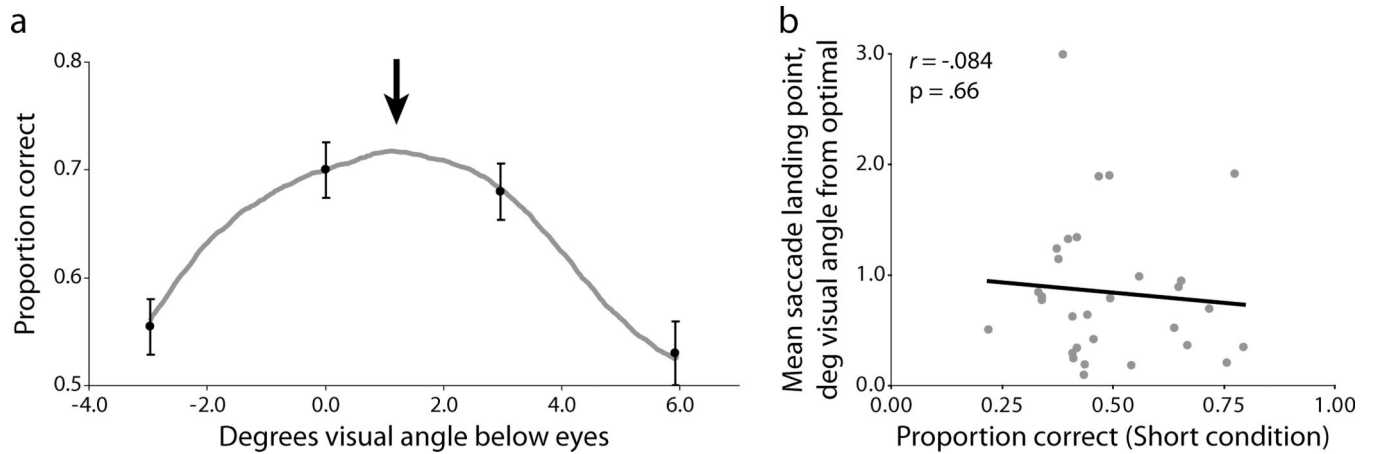 a
0.8
0.7
0.6
0.5
Proportion correct
-4.0 -2.0 0.0 2.0 4.0 6.0
Degrees visual angle below eyes
b
3.0
2.0
1.0
0.0
Mean saccade landing point,
deg visual angle from optimal
r = -.084
p = .66
0.00 0.25 0.50 0.75 1.00
Proportion correct (Short condition)